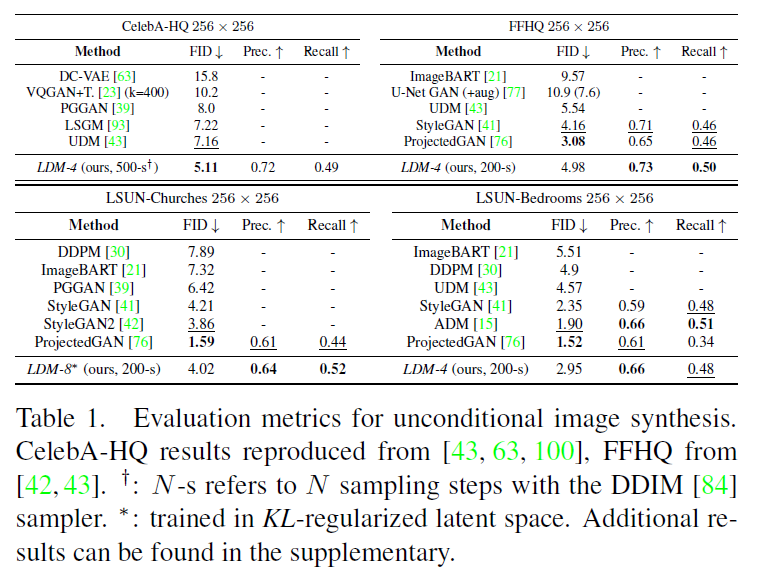 CelebA-HQ 256 × 256
Method FID ↓ Prec. ↑ Recall ↑
DC-VAE [63] 15.8 - -
VQGAN+T. [23] (k=400) 10.2 - -
PGGAN [39] 8.0 - -
LSGM [93] 7.22 - -
UDM [43] 7.16 - -
LDM-4 (ours, 500-s†) 5.11 0.72 0.49
FFHQ 256 × 256
Method FID ↓ Prec. ↑ Recall ↑
ImageBART [21] 9.57 - -
U-Net GAN (+aug) [77] 10.9 (7.6) - -
UDM [43] 5.54 - -
StyleGAN [41] 4.16 0.71 0.46
ProjectedGAN [76] 3.08 0.65 0.46
LDM-4 (ours, 200-s) 4.98 0.73 0.50
LSUN-Churches 256 × 256
Method FID ↓ Prec. ↑ Recall ↑
DDPM [30] 7.89 - -
ImageBART [21] 7.32 - -
PGGAN [39] 6.42 - -
StyleGAN [41] 4.21 - -
StyleGAN2 [42] 3.86 - -
ProjectedGAN [76] 1.59 0.61 0.44
LDM-8* (ours, 200-s) 4.02 0.64 0.52
LSUN-Bedrooms 256 × 256
Method FID ↓ Prec. ↑ Recall ↑
ImageBART [21] 5.51 - -
DDPM [30] 4.9 - -
UDM [43] 4.57 - -
StyleGAN [41] 2.35 0.59 0.48
ADM [15] 1.90 0.66 0.51
ProjectedGAN [76] 1.52 0.61 0.34
LDM-4 (ours, 200-s) 2.95 0.66 0.48
Table 1. Evaluation metrics for unconditional image synthesis.
CelebA-HQ results reproduced from [43, 63, 100], FFHQ from
[42, 43]. †: N-s refers to N sampling steps with the DDIM [84]
sampler. *: trained in KL-regularized latent space. Additional re-
sults can be found in the supplementary.